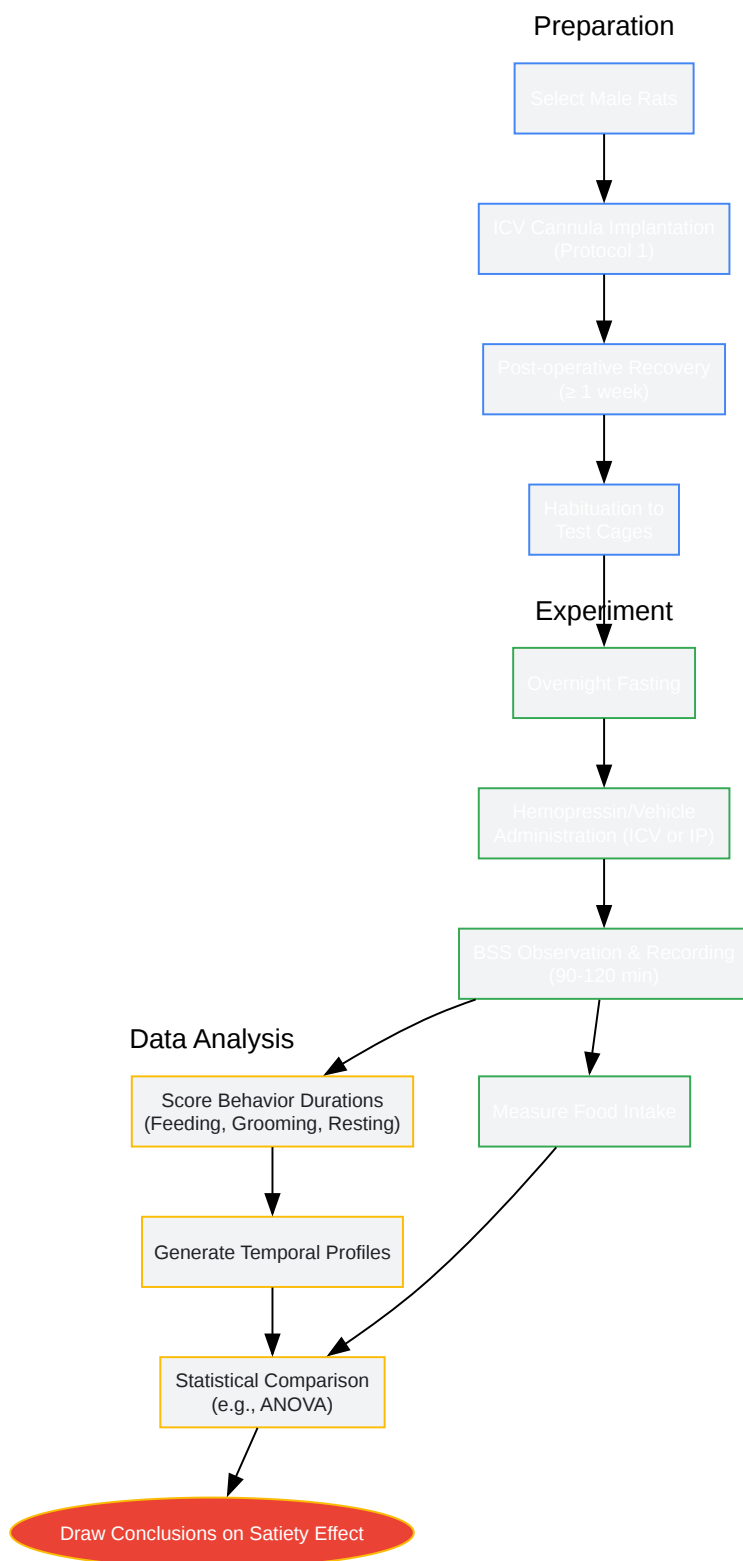 Preparation
Select Male Rats
ICV Cannula Implantation
(Protocol 1)
Post-operative Recovery
(≥ 1 week)
Habituation to
Test Cages
Experiment
Overnight Fasting
Hemopressin/Vehicle
Administration (ICV or IP)
BSS Observation & Recording
(90-120 min)
Data Analysis
Score Behavior Durations
(Feeding, Grooming, Resting)
Measure Food Intake
Generate Temporal Profiles
Statistical Comparison
(e.g., ANOVA)
Draw Conclusions on Satiety Effect